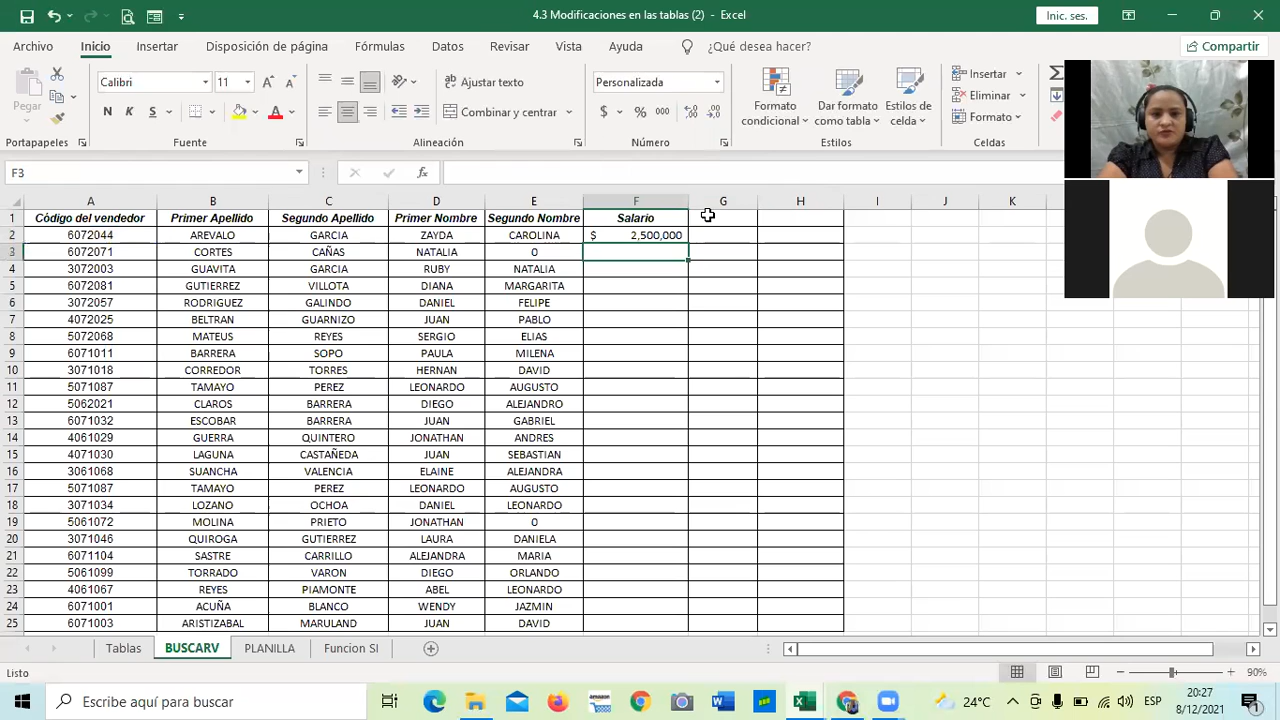 4.3 Modificaciones en las tablas (2) - Excel
Inic. ses.
Archivo Inicio Insertar Disposición de página Fórmulas Datos Revisar Vista Ayuda ¿Qué desea hacer? Compartir
Pegar
Calibri 11
N K S
Ajustar texto
Combinar y centrar
Personalizada
$ % 000
Formato condicional
Dar formato como tabla
Estilos de celda
Insertar
Eliminar
Formato
Portapapeles Fuente Alineación Número Estilos Celdas
F3
A B C D E F G H I J K
1 Código del vendedor Primer Apellido Segundo Apellido Primer Nombre Segundo Nombre Salario
2 6072044 AREVALO GARCIA ZAYDA CAROLINA $ 2,500,000
3 6072071 CORTES CAÑAS NATALIA 0
4 3072003 GUAVITA GARCIA RUBY NATALIA
5 6072081 GUTIERREZ VILLOTA DIANA MARGARITA
6 3072057 RODRIGUEZ GALINDO DANIEL FELIPE
7 4072025 BELTRAN GUARNIZO JUAN PABLO
8 5072068 MATEUS REYES SERGIO ELIAS
9 6071011 BARRERA SOPO PAULA MILENA
10 3071018 CORREDOR TORRES HERNAN DAVID
11 5071087 TAMAYO PEREZ LEONARDO AUGUSTO
12 5062021 CLAROS BARRERA DIEGO ALEJANDRO
13 6071032 ESCOBAR BARRERA JUAN GABRIEL
14 4061029 GUERRA QUINTERO JONATHAN ANDRES
15 4071030 LAGUNA CASTAÑEDA JUAN SEBASTIAN
16 3061068 SUANCHA VALENCIA ELAINE ALEJANDRA
17 5071087 TAMAYO PEREZ LEONARDO AUGUSTO
18 3071034 LOZANO OCHOA DANIEL LEONARDO
19 5061072 MOLINA PRIETO JONATHAN 0
20 3071046 QUIROGA GUTIERREZ LAURA DANIELA
21 6071104 SASTRE CARRILLO ALEJANDRA MARIA
22 5061099 TORRADO VARON DIEGO ORLANDO
23 4061067 REYES PIAMONTE ABEL LEONARDO
24 6071001 ACUÑA BLANCO WENDY JAZMIN
25 6071003 ARISTIZABAL MARULAND JUAN DAVID
Tablas BUSCARV PLANILLA Funcion SI
Listo
90%
Escribe aquí para buscar
24°C
ESP
20:27
8/12/2021